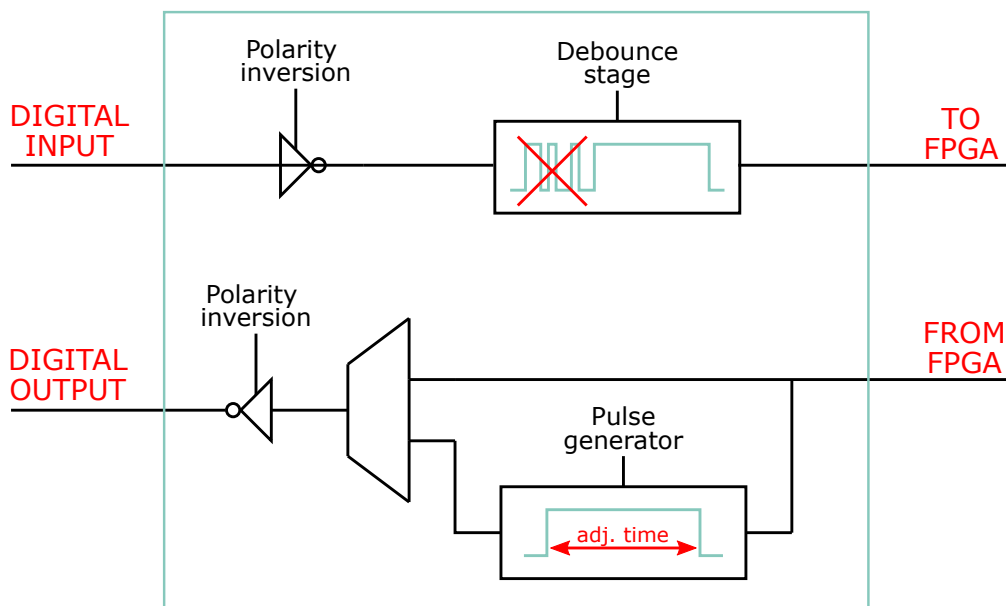 Polarity
inversion
Debounce
stage
DIGITAL
INPUT
TO
FPGA
Polarity
inversion
DIGITAL
OUTPUT
FROM
FPGA
Pulse
generator
adj. time